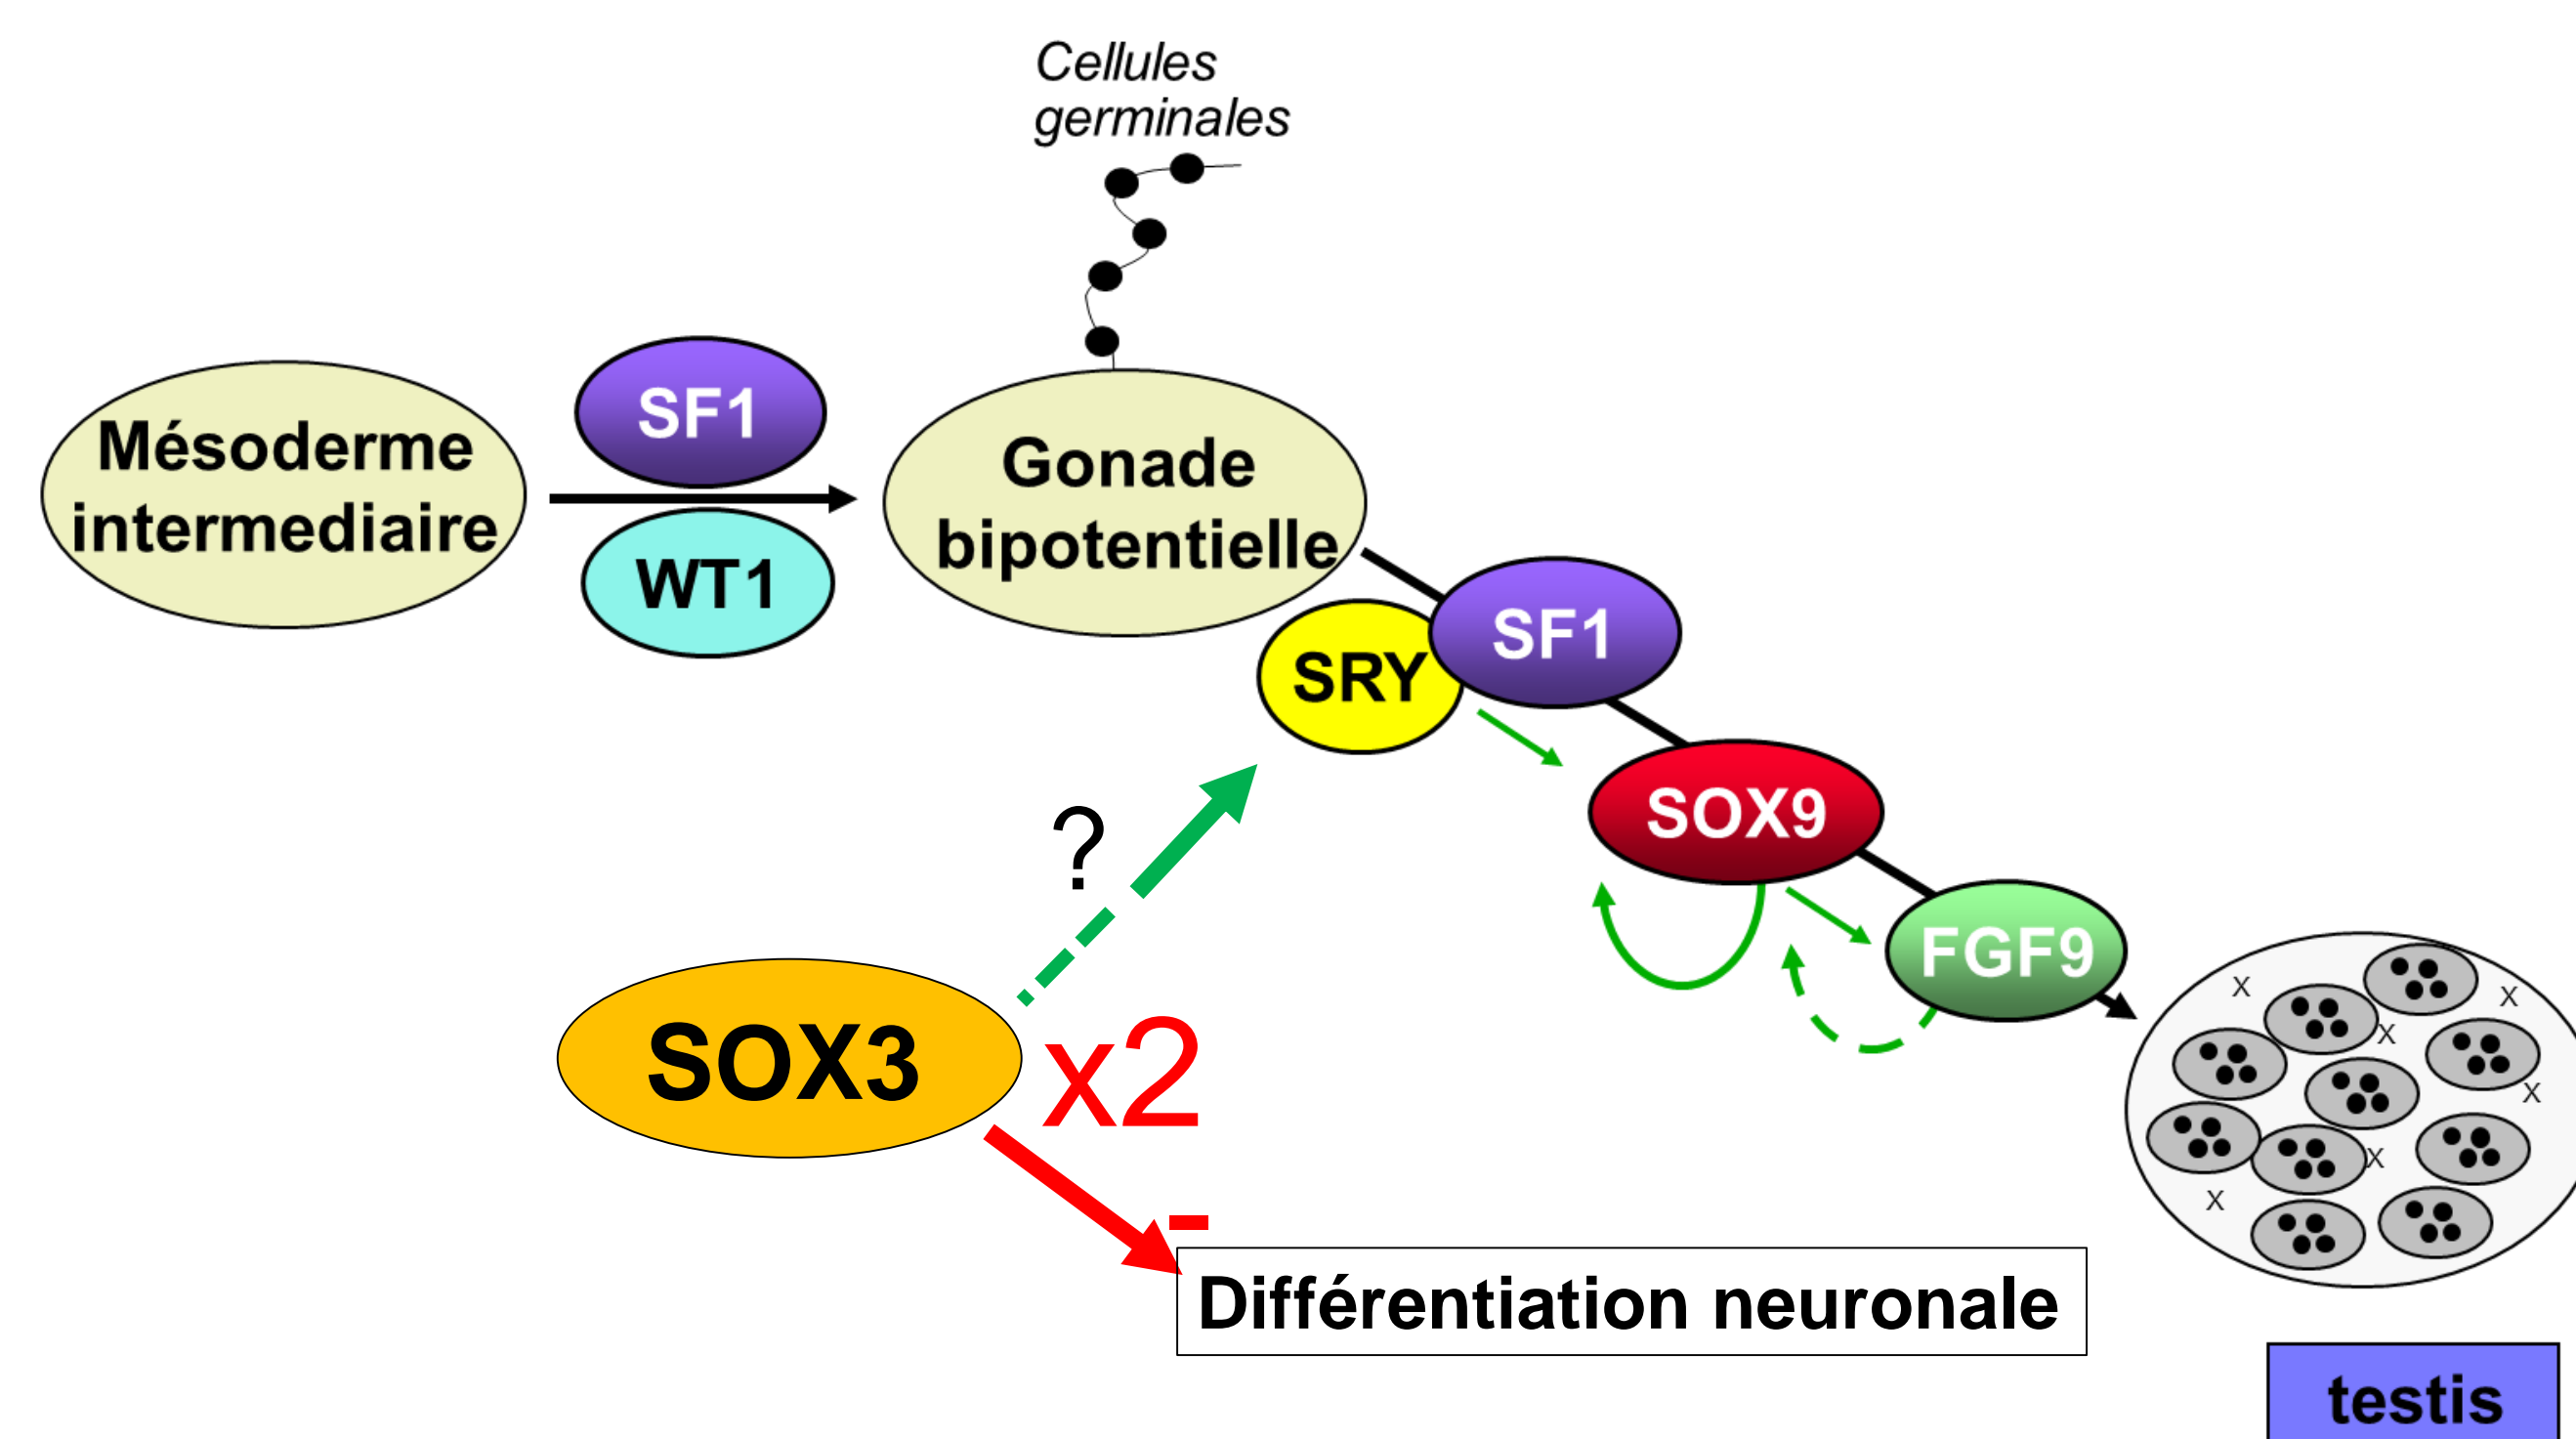 Cellules
germinales
SF1
Mésoderme
intermediaire
WT1
Gonade
bipotentielle
SF1
SRY
SOX9
FGF9
?
SOX3
x2
-
Différentiation neuronale
X
X
X
X
X
X
testis